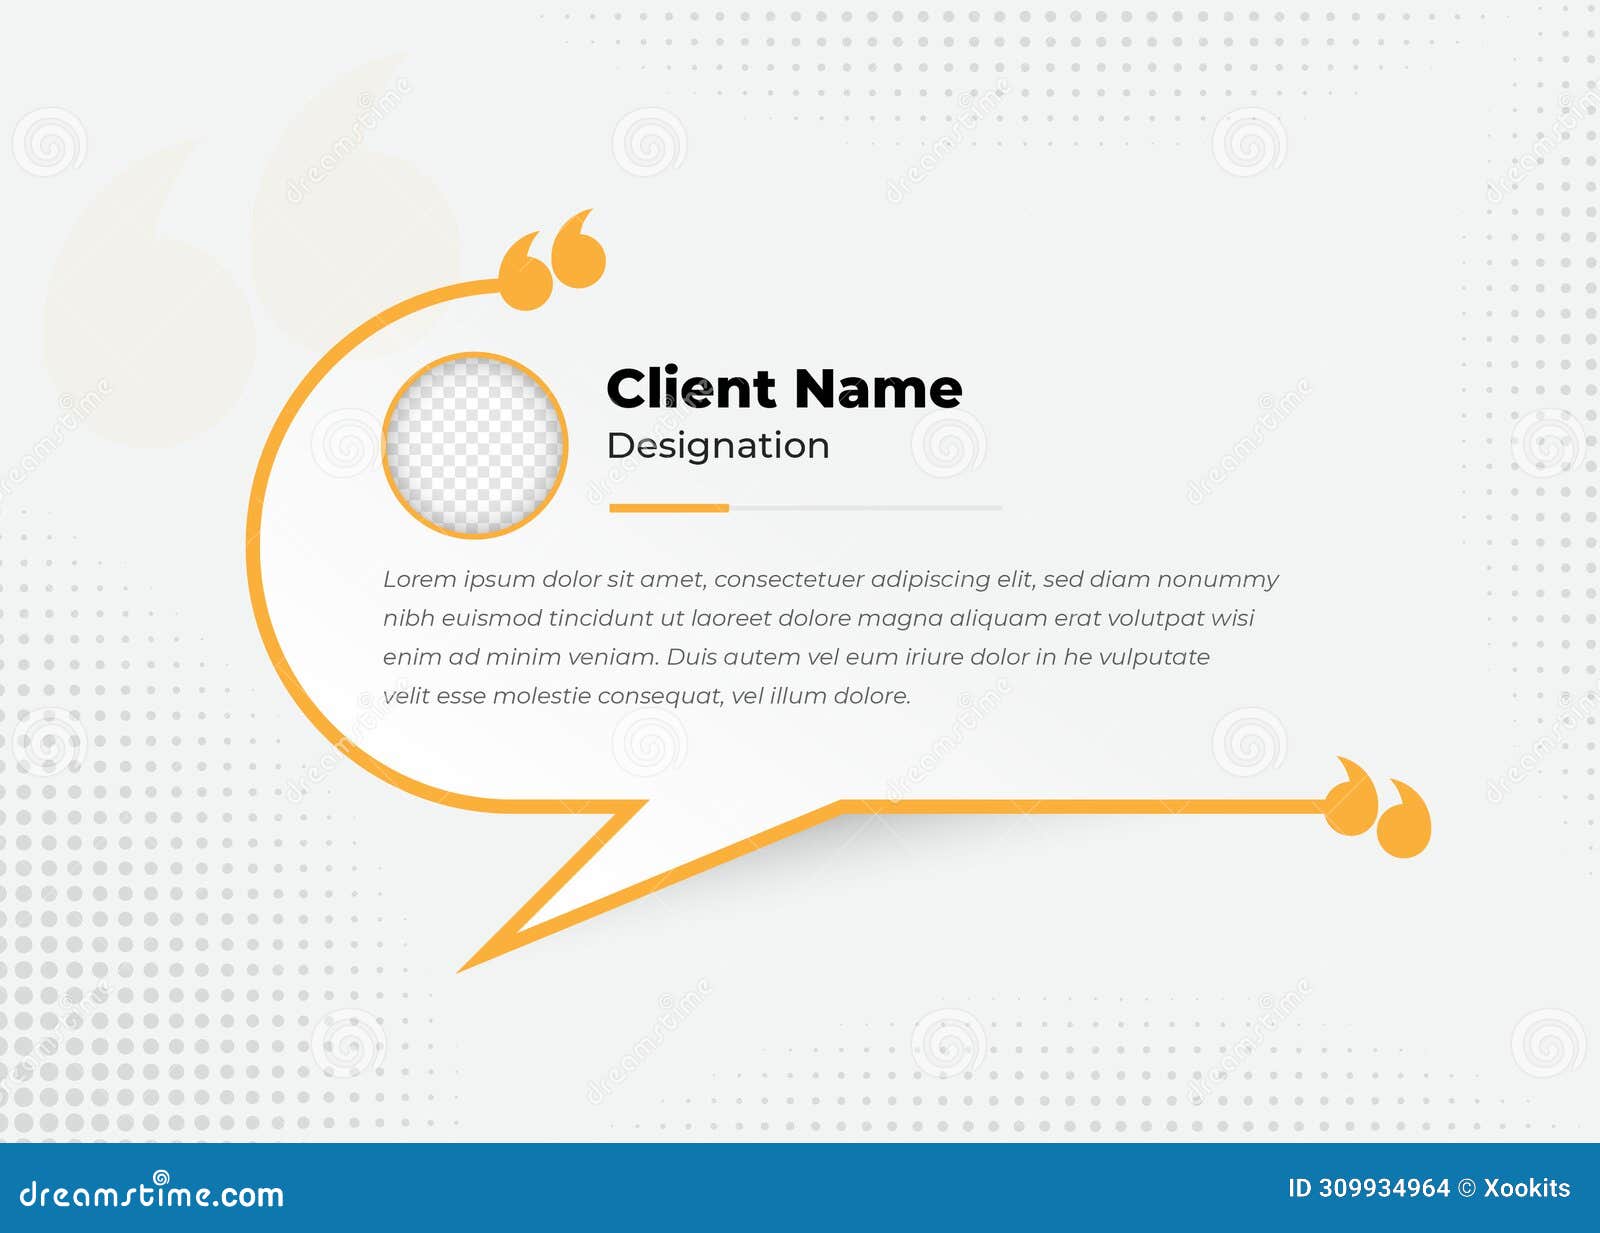 Client Name
Designation
Lorem ipsum dolor sit amet, consectetuer adipiscing elit, sed diam nonummy
nibh euismod tincidunt ut laoreet dolore magna aliquam erat volutpat wisi
enim ad minim veniam. Duis autem vel eum iriure dolor in he vulputate
velit esse molestie consequat, vel illum dolore.
dreamstime.com
ID 309934964 © Xookits